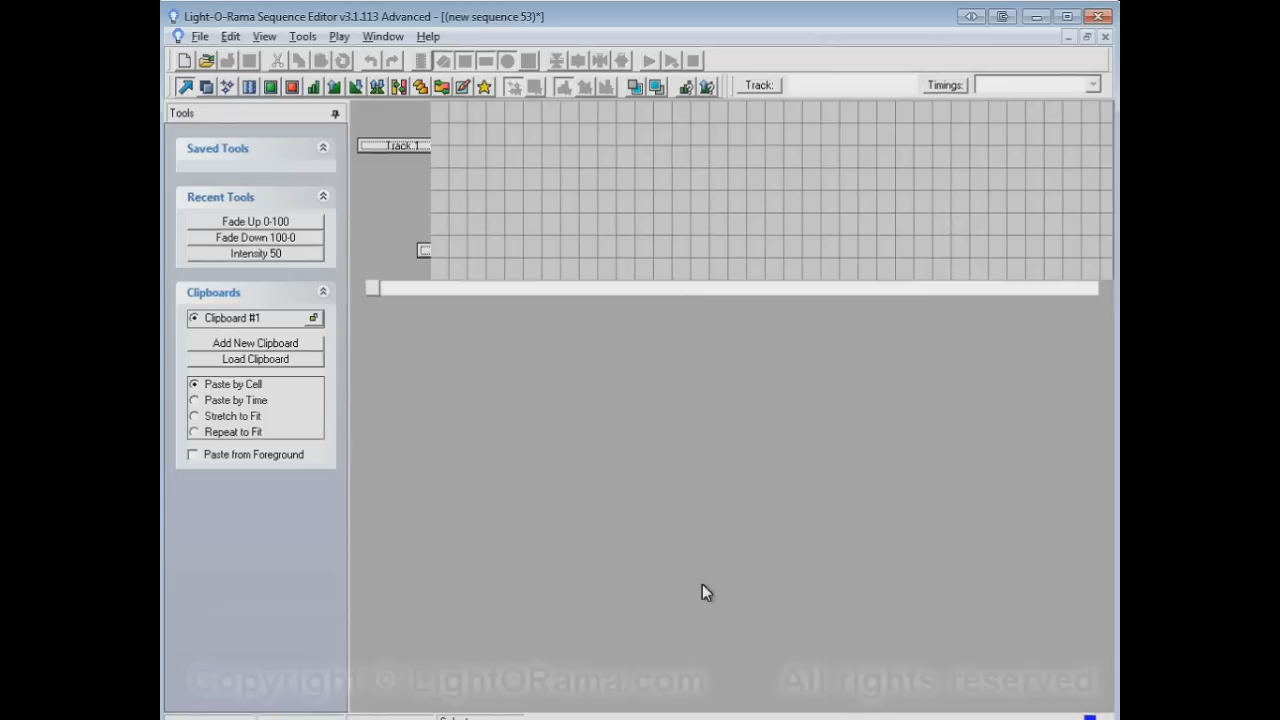 Light-O-Rama Sequence Editor v3.1.113 Advanced - [(new sequence 53)*]
File Edit View Tools Play Window Help
Track: Timings:
Tools
Saved Tools
Track 1
Recent Tools
Fade Up 0-100
Fade Down 100-0
Intensity 50
Clipboards
Clipboard #1
Add New Clipboard
Load Clipboard
Paste by Cell
Paste by Time
Stretch to Fit
Repeat to Fit
Paste from Foreground
Copyright © LightORama.com All rights reserved